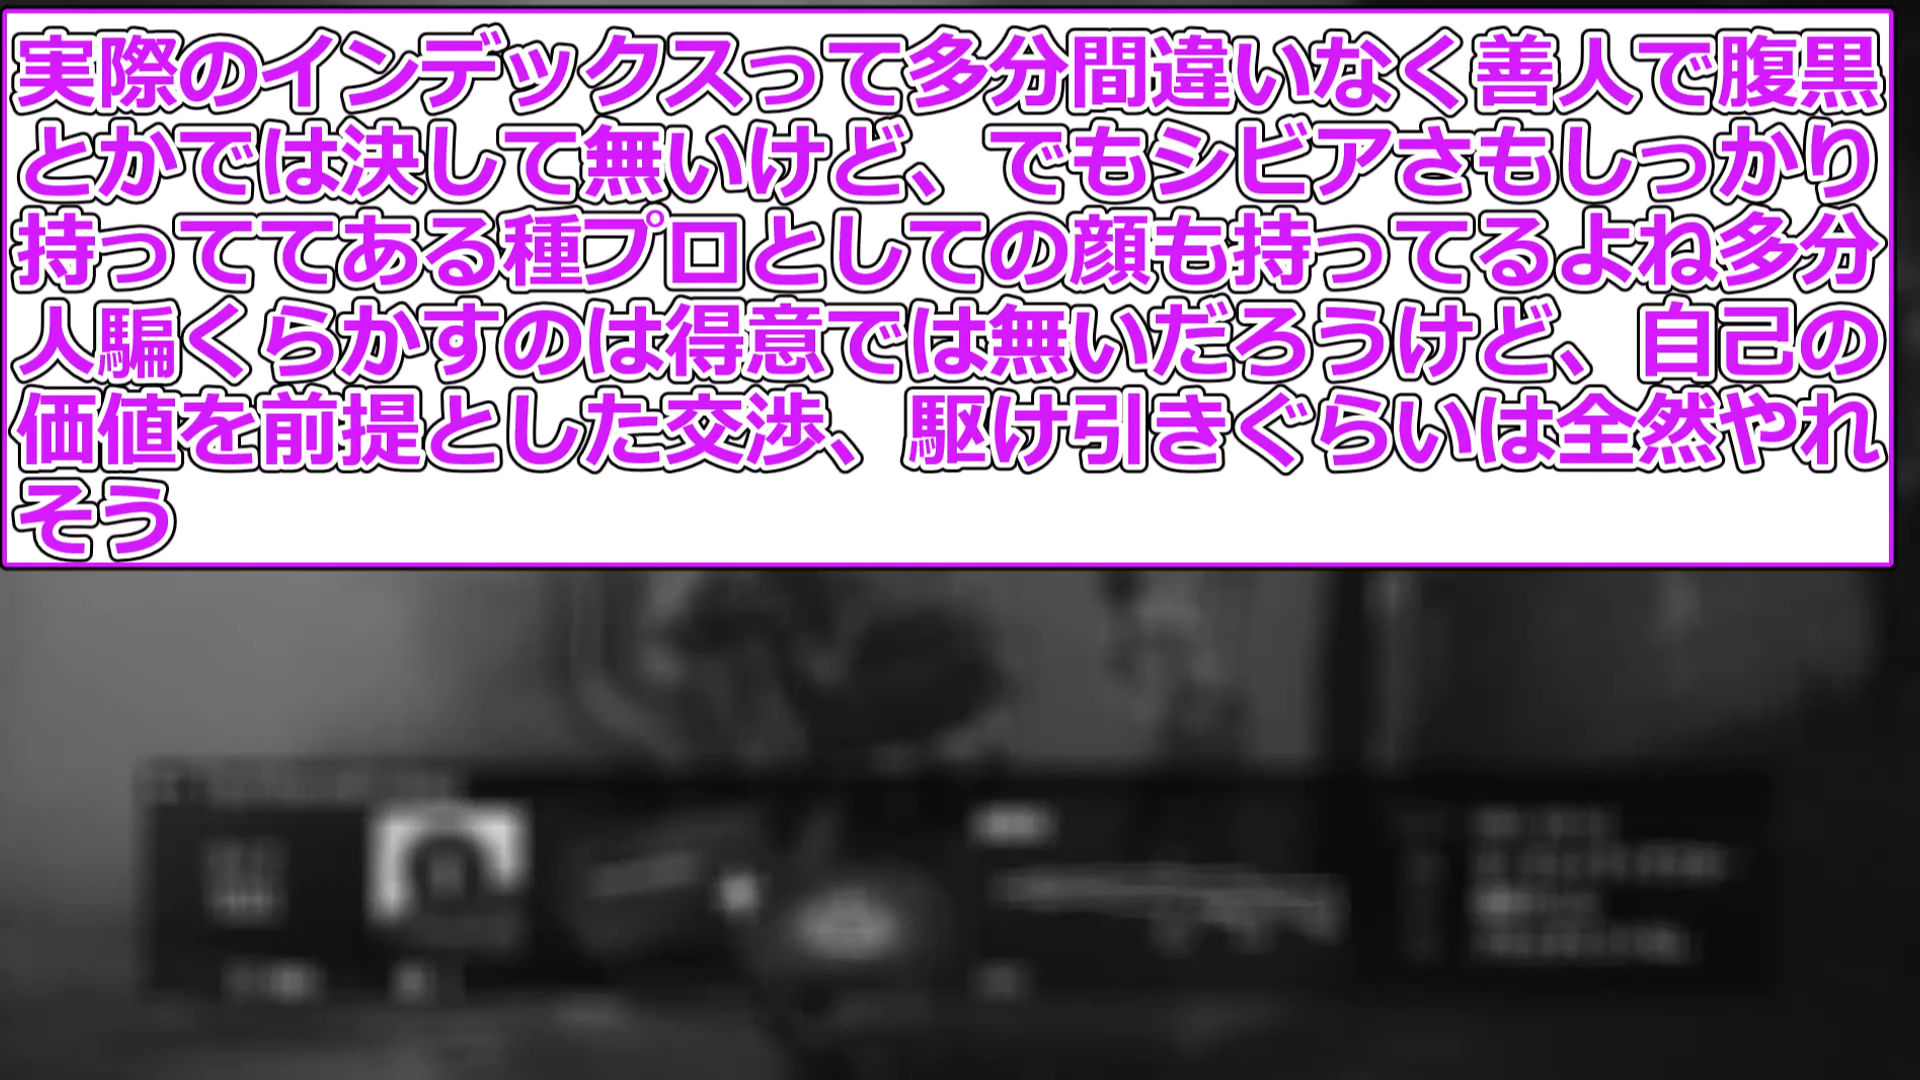 実際のインデックスって多分間違いなく善人で腹黒
とかでは決して無いけど、でもシビアさもしっかり
持っててある種プロとしての顔も持ってるよね多分
人騙くらかすのは得意では無いだろうけど、自己の
価値を前提とした交渉、駆け引きぐらいは全然やれ
そう